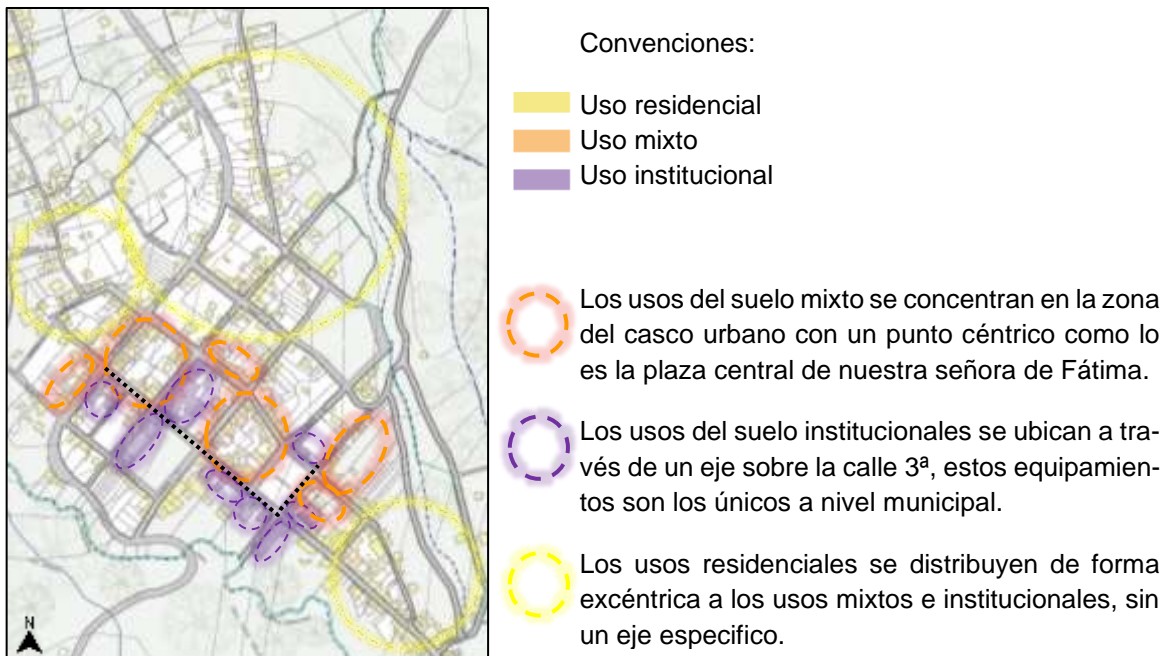 Convenciones:
Uso residencial
Uso mixto
Uso institucional
Los usos del suelo mixto se concentran en la zona
del casco urbano con un punto céntrico como lo
es la plaza central de nuestra señora de Fátima.
Los usos del suelo institucionales se ubican a tra-
vés de un eje sobre la calle 3ª, estos equipamien-
tos son los únicos a nivel municipal.
Los usos residenciales se distribuyen de forma
excéntrica a los usos mixtos e institucionales, sin
un eje especifico.
N